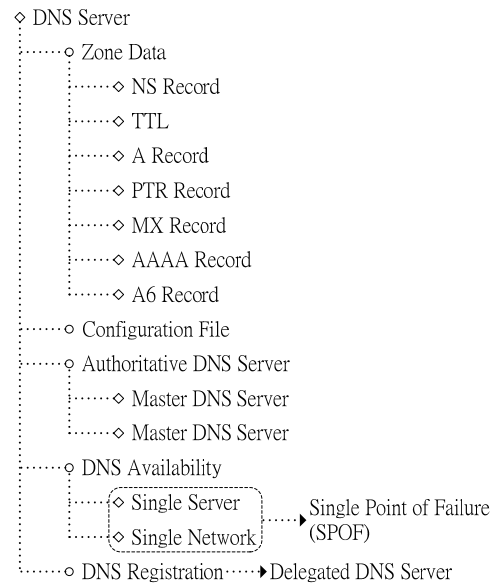 DNS Server
Zone Data
NS Record
TTL
A Record
PTR Record
MX Record
AAAA Record
A6 Record
Configuration File
Authoritative DNS Server
Master DNS Server
Master DNS Server
DNS Availability
Single Server
Single Network
Single Point of Failure
(SPOF)
DNS Registration
Delegated DNS Server